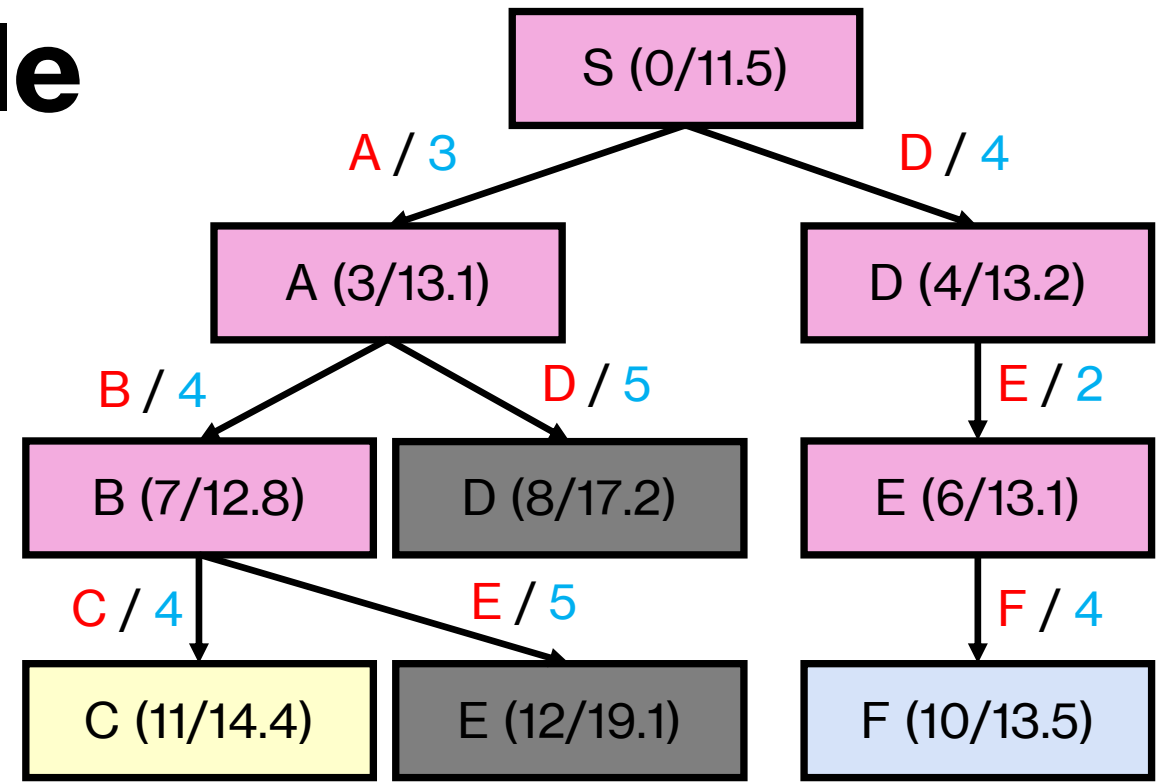 le
S (0/11.5)
A / 3
D / 4
A (3/13.1)
D (4/13.2)
B / 4
D / 5
E / 2
B (7/12.8)
D (8/17.2)
E (6/13.1)
C / 4
E / 5
F / 4
C (11/14.4)
E (12/19.1)
F (10/13.5)